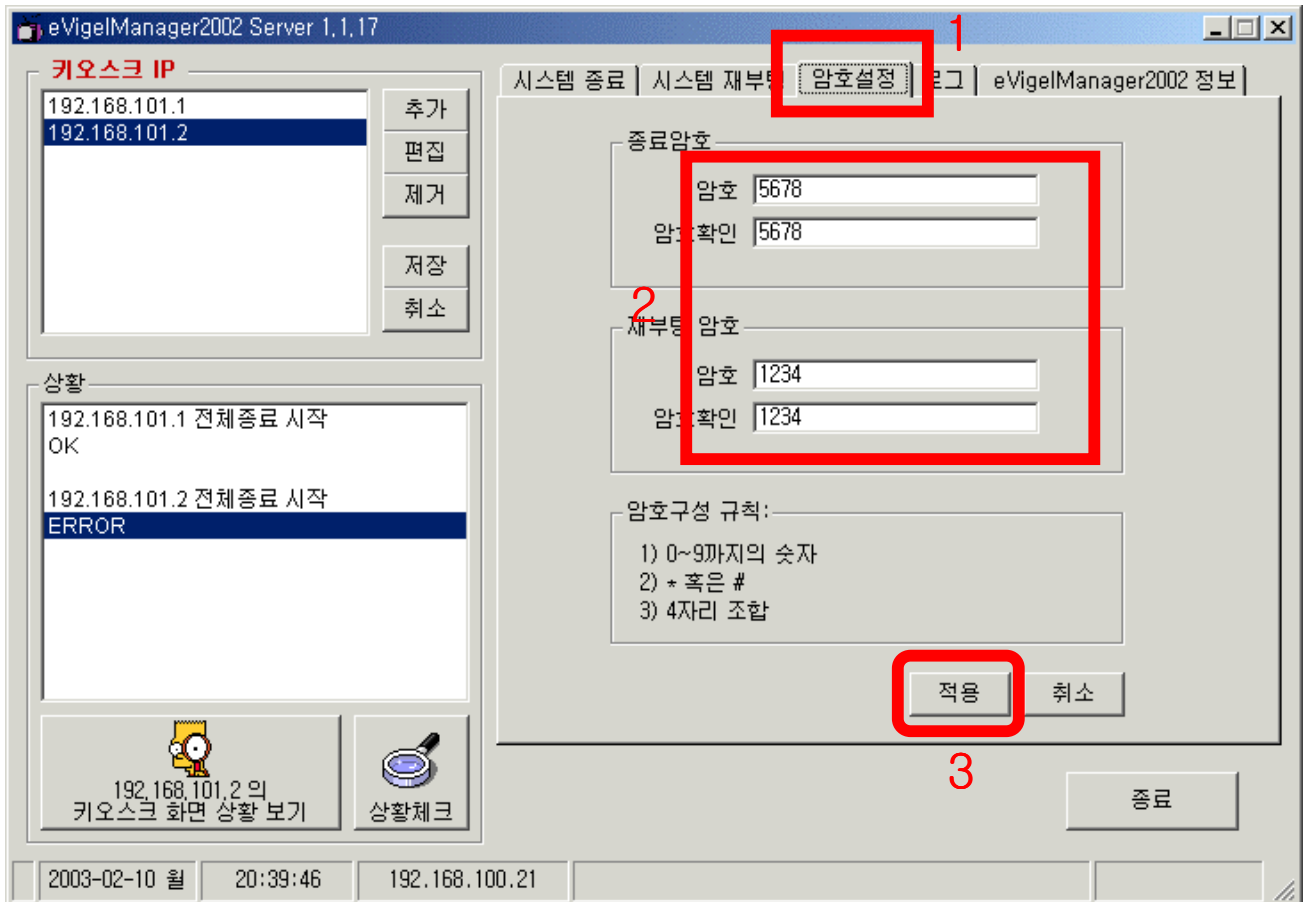 eVigelManager2002 Server 1,1,17
1
키오스크 IP
192.168.101.1
192.168.101.2
추가
편집
제거
저장
취소
상황
192.168.101.1 전체종료 시작
OK
192.168.101.2 전체종료 시작
ERROR
192,168,101,2 의
키오스크 화면 상황 보기
상황체크
시스템 종료
시스템 재부팅
암호설정
로그
eVigelManager2002 정보
종료암호
암호 5678
암호확인 5678
2
재부팅 암호
암호 1234
암호확인 1234
암호구성 규칙:
1) 0~9까지의 숫자
2) * 혹은 #
3) 4자리 조합
적용
취소
3
종료
2003-02-10 월
20:39:46
192.168.100.21